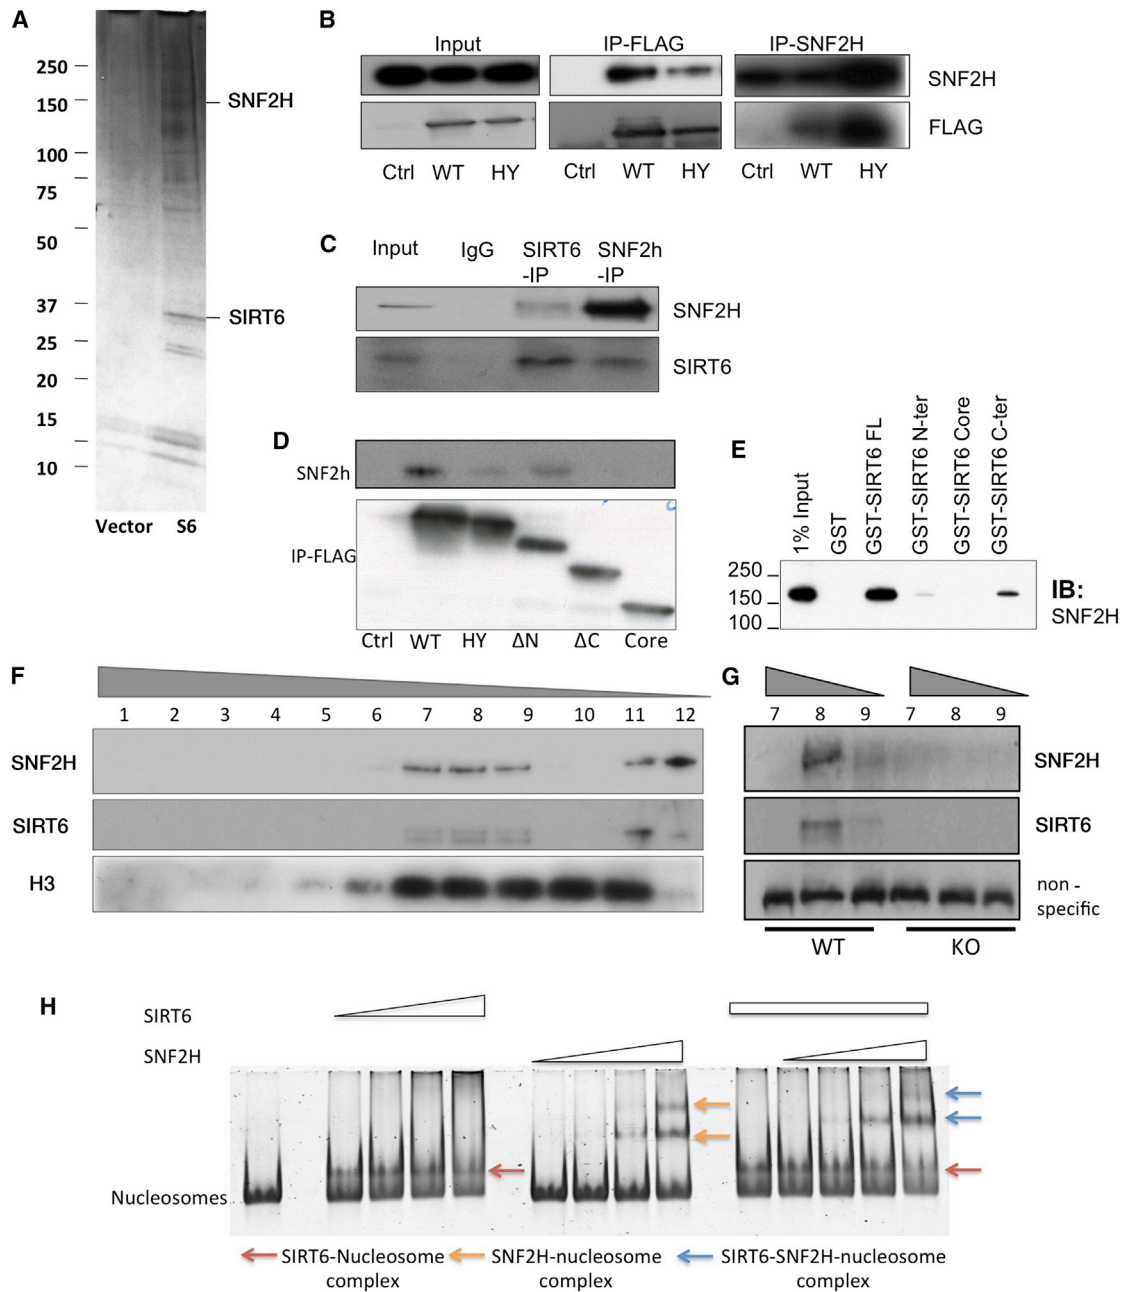 A
250
150
100
75
50
37
25
20
15
10
SNF2H
SIRT6
Vector S6
B
Input IP-FLAG IP-SNF2H
SNF2H
FLAG
Ctrl WT HY Ctrl WT HY Ctrl WT HY
C
Input IgG SIRT6 -IP SNF2h -IP
SNF2H
SIRT6
D
SNF2h
IP-FLAG
Ctrl WT HY ΔN ΔC Core
E
1% Input
GST
GST-SIRT6 FL
GST-SIRT6 N-ter
GST-SIRT6 Core
GST-SIRT6 C-ter
250
150
100
IB:
SNF2H
F
1 2 3 4 5 6 7 8 9 10 11 12
SNF2H
SIRT6
H3
G
7 8 9 7 8 9
SNF2H
SIRT6
non -
specific
WT KO
H
SIRT6
SNF2H
Nucleosomes
SIRT6-Nucleosome complex
SNF2H-nucleosome complex
SIRT6-SNF2H-nucleosome complex